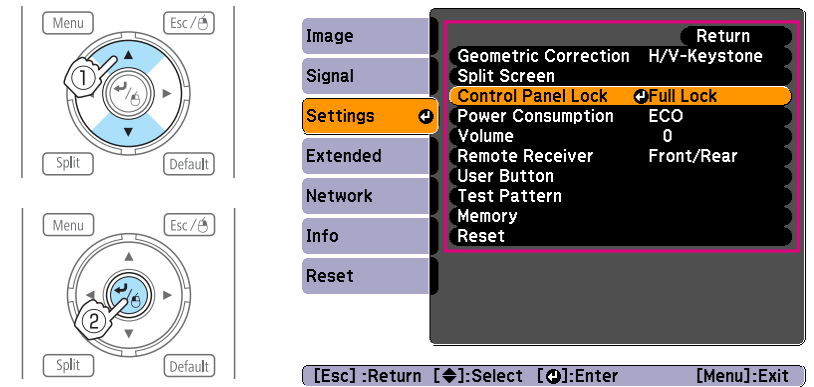 Menu
Esc/
1
Split
Default
Menu
Esc/
2
Split
Default
Image
Signal
Settings
Extended
Network
Info
Reset
Return
Geometric Correction H/V-Keystone
Split Screen
Control Panel Lock Full Lock
Power Consumption ECO
Volume 0
Remote Receiver Front/Rear
User Button
Test Pattern
Memory
Reset
[Esc] :Return [◆]:Select [⏎]:Enter [Menu]:Exit